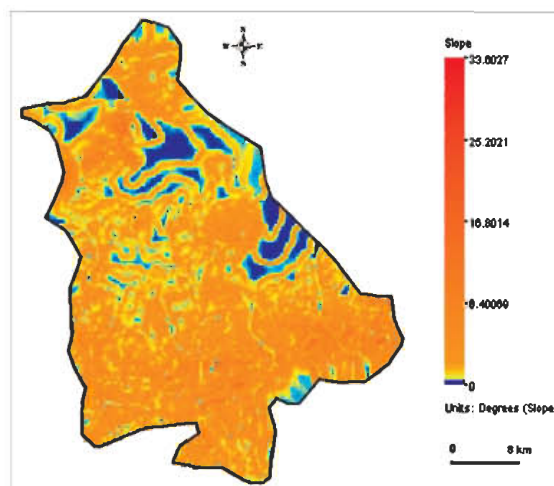 N
W E
S
Slope
33.6027
25.2021
16.8014
8.40069
0
Units: Degrees (Slope
0 8 km